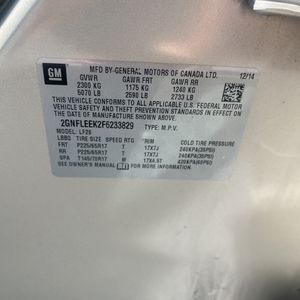 GM
MFD BY GENERAL MOTORS OF CANADA LTD. 12/14
GVWR GAWR FRT GAWR RR
2300 KG 1175 KG 1240 KG
5070 LB 2590 LB 2733 LB
THIS VEHICLE CONFORMS TO ALL APPLICABLE U.S. FEDERAL MOTOR
VEHICLE SAFETY, BUMPER, AND THEFT PREVENTION STANDARDS
IN EFFECT ON THE DATE OF MANUFACTURE SHOWN ABOVE.
2GNFLEEK2F6233829 TYPE: M.P.V.
MODEL: LF26
TIRE SIZE SPEED RTG RIM COLD TIRE PRESSURE
FRT P225/65R17 T 17X7J 240KPA(35PSI)
RR P225/65R17 T 17X7J 240KPA(35PSI)
SPA T145/70R17 M 17X4.5T 420KPA(60PSI)
SEE OWNER'S MANUAL FOR ADDITIONAL INFORMATION